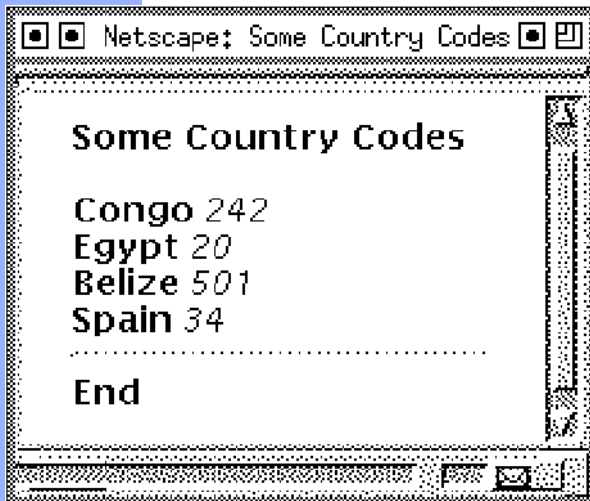 Netscape: Some Country Codes
Some Country Codes
Congo 242
Egypt 20
Belize 501
Spain 34
End